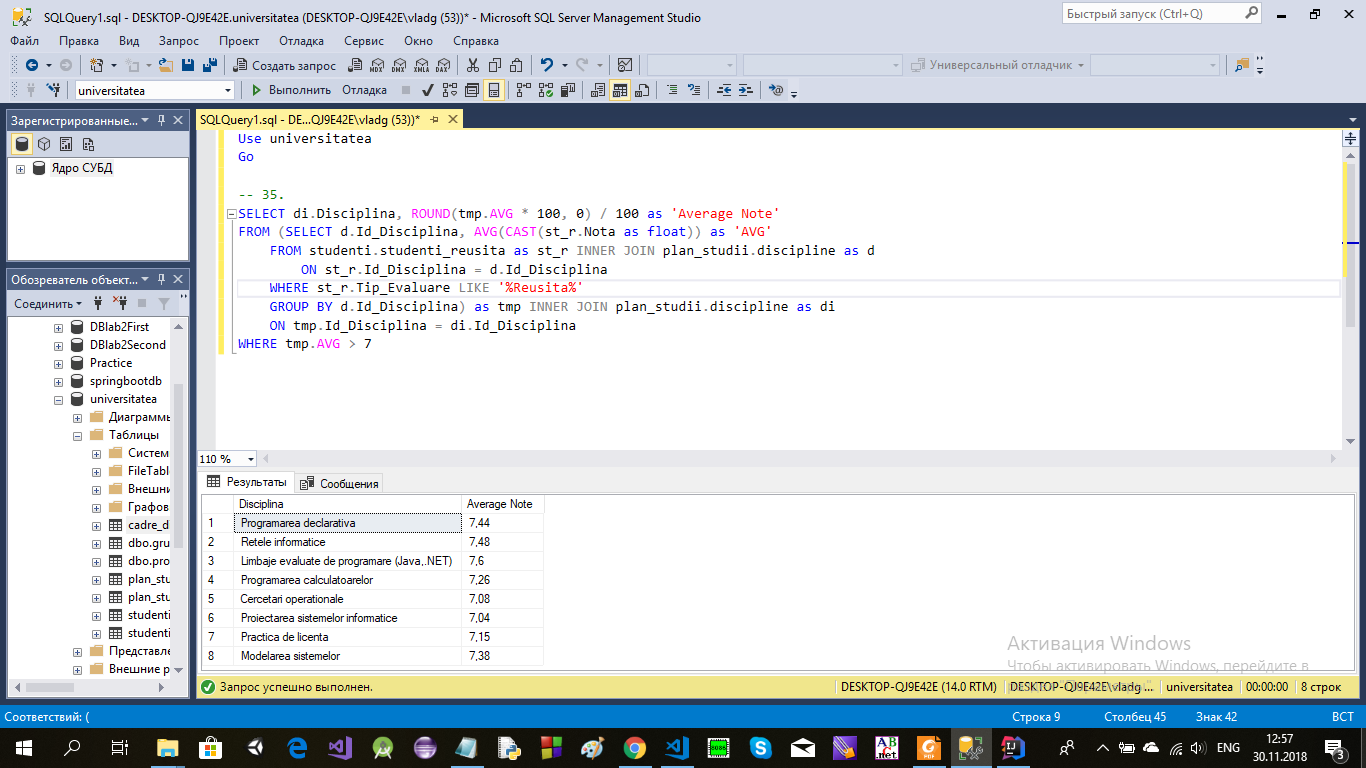 SQLQuery1.sql - DESKTOP-QJ9E42E.universitatea (DESKTOP-QJ9E42E\vladg (53))* - Microsoft SQL Server Management Studio
Быстрый запуск (Ctrl+Q)
Файл Правка Вид Запрос Проект Отладка Сервис Окно Справка
Создать запрос MDX DMX XMLA DAX Универсальный отладчик
universitatea Выполнить Отладка
Зарегистрированные...
SQLQuery1.sql - DE...QJ9E42E\vladg (53))*
Ядро СУБД
Use universitatea
Go
-- 35.
SELECT di.Disciplina, ROUND(tmp.AVG * 100, 0) / 100 as 'Average Note'
FROM (SELECT d.Id_Disciplina, AVG(CAST(st_r.Nota as float)) as 'AVG'
FROM studenti.studenti_reusita as st_r INNER JOIN plan_studii.discipline as d
ON st_r.Id_Disciplina = d.Id_Disciplina
WHERE st_r.Tip_Evaluare LIKE '%Reusita%'
GROUP BY d.Id_Disciplina) as tmp INNER JOIN plan_studii.discipline as di
ON tmp.Id_Disciplina = di.Id_Disciplina
WHERE tmp.AVG > 7
110 %
Обозреватель объект...
Соединить
DBlab2First
DBlab2Second
Practice
springbootdb
universitatea
Диаграммы
Таблицы
Систем
FileTabl
Внешни
Графов
cadre_d
dbo.gru
dbo.pro
plan_stu
plan_stu
studenti
studenti
Представле
Внешние р
Результаты Сообщения
Disciplina Average Note
1 Programarea declarativa 7,44
2 Retele informatice 7,48
3 Limbaje evaluate de programare (Java,.NET) 7,6
4 Programarea calculatoarelor 7,26
5 Cercetari operationale 7,08
6 Proiectarea sistemelor informatice 7,04
7 Practica de licenta 7,15
8 Modelarea sistemelor 7,38
Активация Windows
Чтобы активировать Windows, перейдите в
Запрос успешно выполнен. DESKTOP-QJ9E42E (14.0 RTM) DESKTOP-QJ9E42E\vladg ... universitatea 00:00:00 8 строк
Соответствий: ( Строка 9 Столбец 45 Знак 42 ВСТ
ENG 12:57
30.11.2018 3